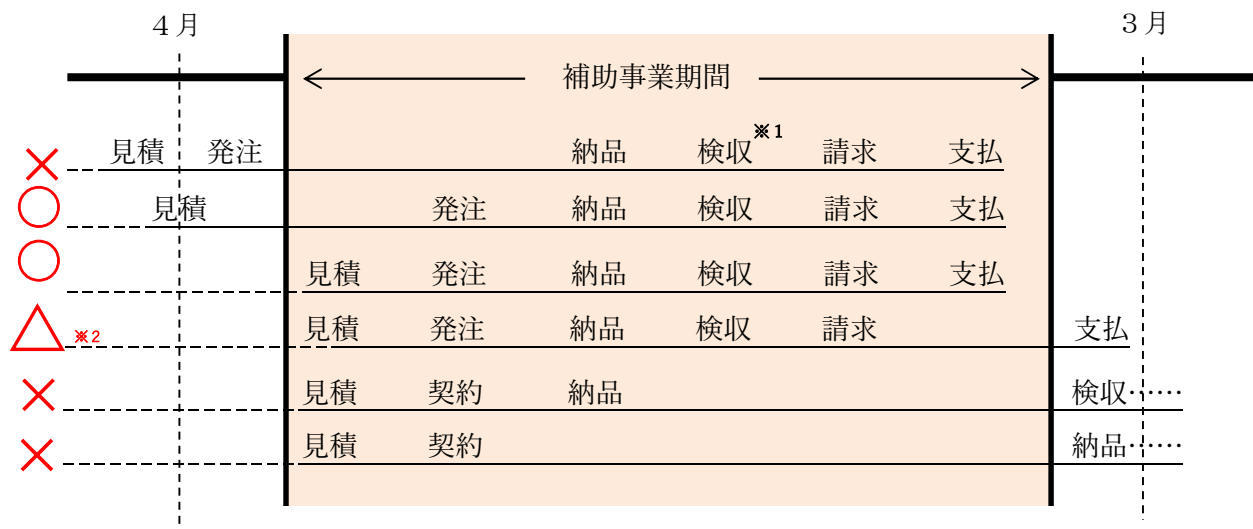 ４月 ３月
補助事業期間
× 見積 発注 納品 検収※1 請求 支払
○ 見積 発注 納品 検収 請求 支払
○ 見積 発注 納品 検収 請求 支払
△ ※2 見積 発注 納品 検収 請求 支払
× 見積 契約 納品 検収……
× 見積 契約 納品……